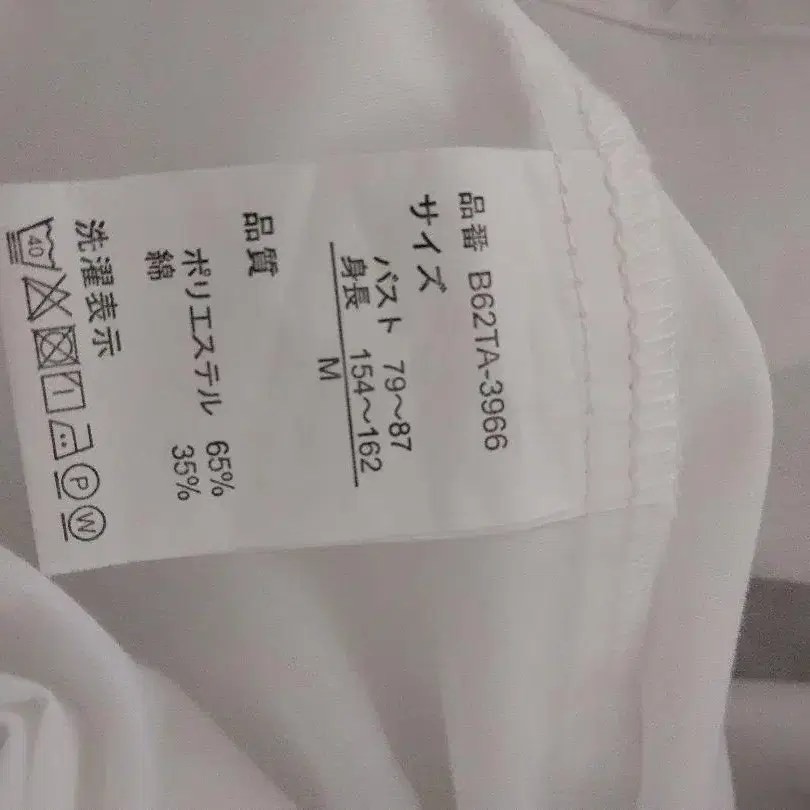 品番 B62TA-3966
サイズ
バスト 79～87
身長 154～162
M
品質
ポリエステル 65%
綿 35%
洗濯表示
40
P
W